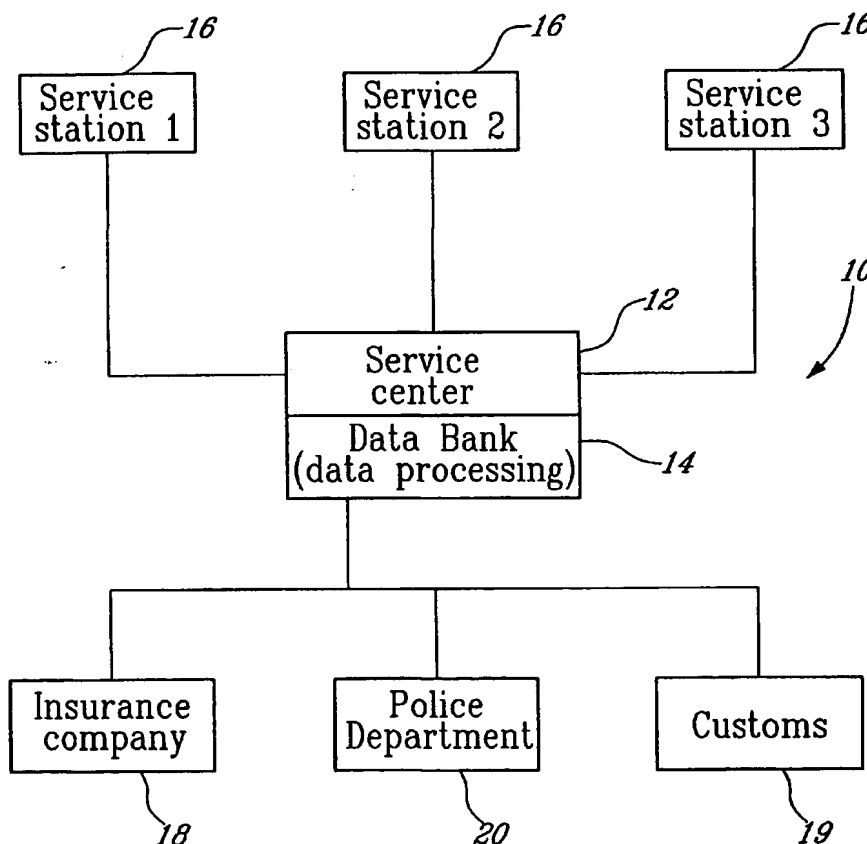 16
16
16
Service
station 1
Service
station 2
Service
station 3
10
12
Service
center
Data Bank
(data processing)
14
Insurance
company
Police
Department
Customs
18
20
19